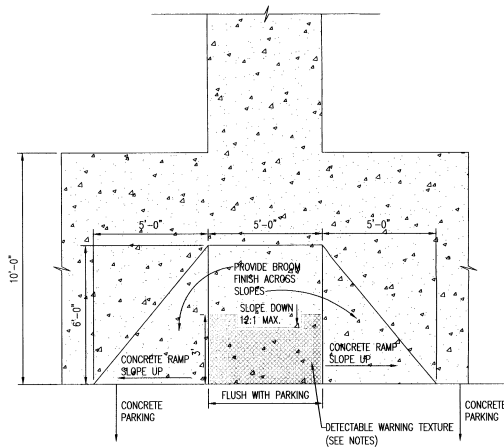 5'-0"
5'-0"
5'-0"
10'-0"
6'-0"
PROVIDE BROOM
FINISH ACROSS
SLOPES
SLOPE DOWN
12:1 MAX.
3'
CONCRETE RAMP
SLOPE UP
CONCRETE RAMP
SLOPE UP
FLUSH WITH PARKING
CONCRETE
PARKING
CONCRETE
PARKING
DETECTABLE WARNING TEXTURE
(SEE NOTES)